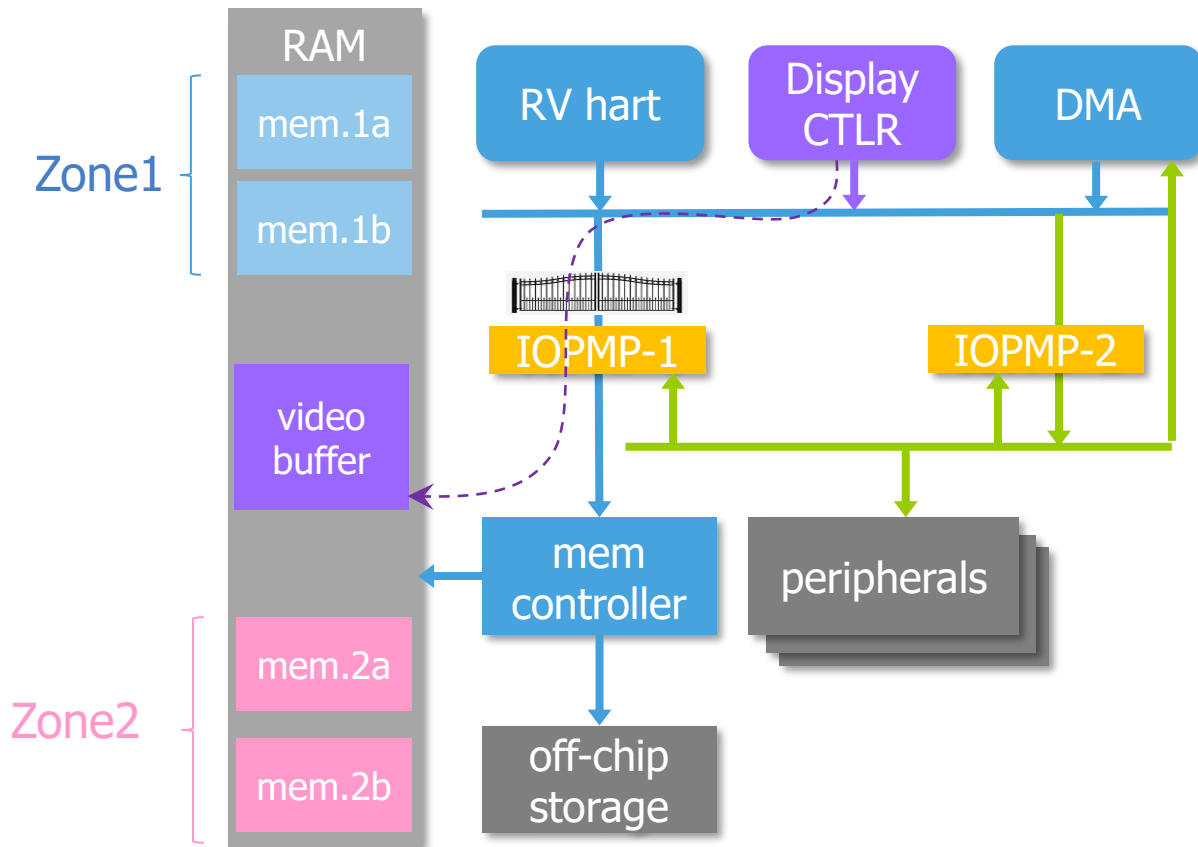 RAM
mem.1a
mem.1b
Zone1
video
buffer
mem.2a
mem.2b
Zone2
RV hart
Display
CTLR
DMA
IOPMP-1
IOPMP-2
mem
controller
peripherals
off-chip
storage